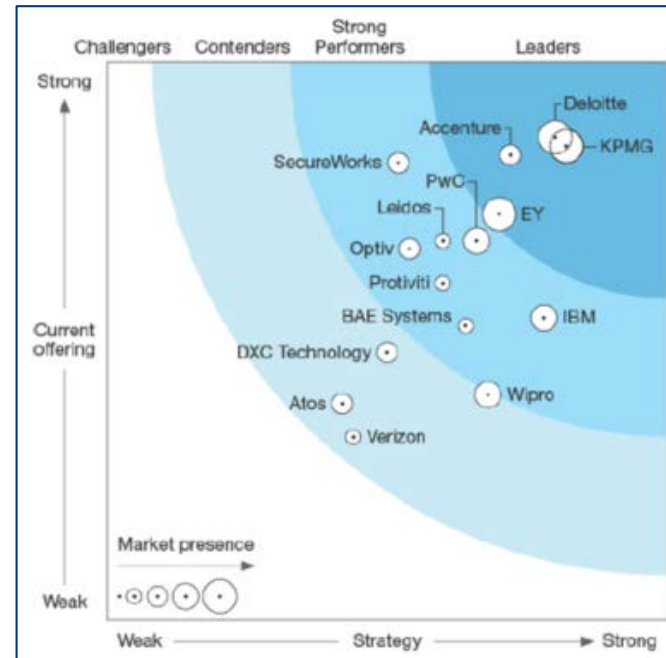 Challengers
Contenders
Strong
Performers
Leaders
Strong
Deloitte
Accenture
KPMG
SecureWorks
PwC
Leidos
EY
Optiv
Protiviti
Current
offering
BAE Systems
IBM
DXC Technology
Atos
Wipro
Verizon
Market presence
Weak
Weak
Strategy
Strong